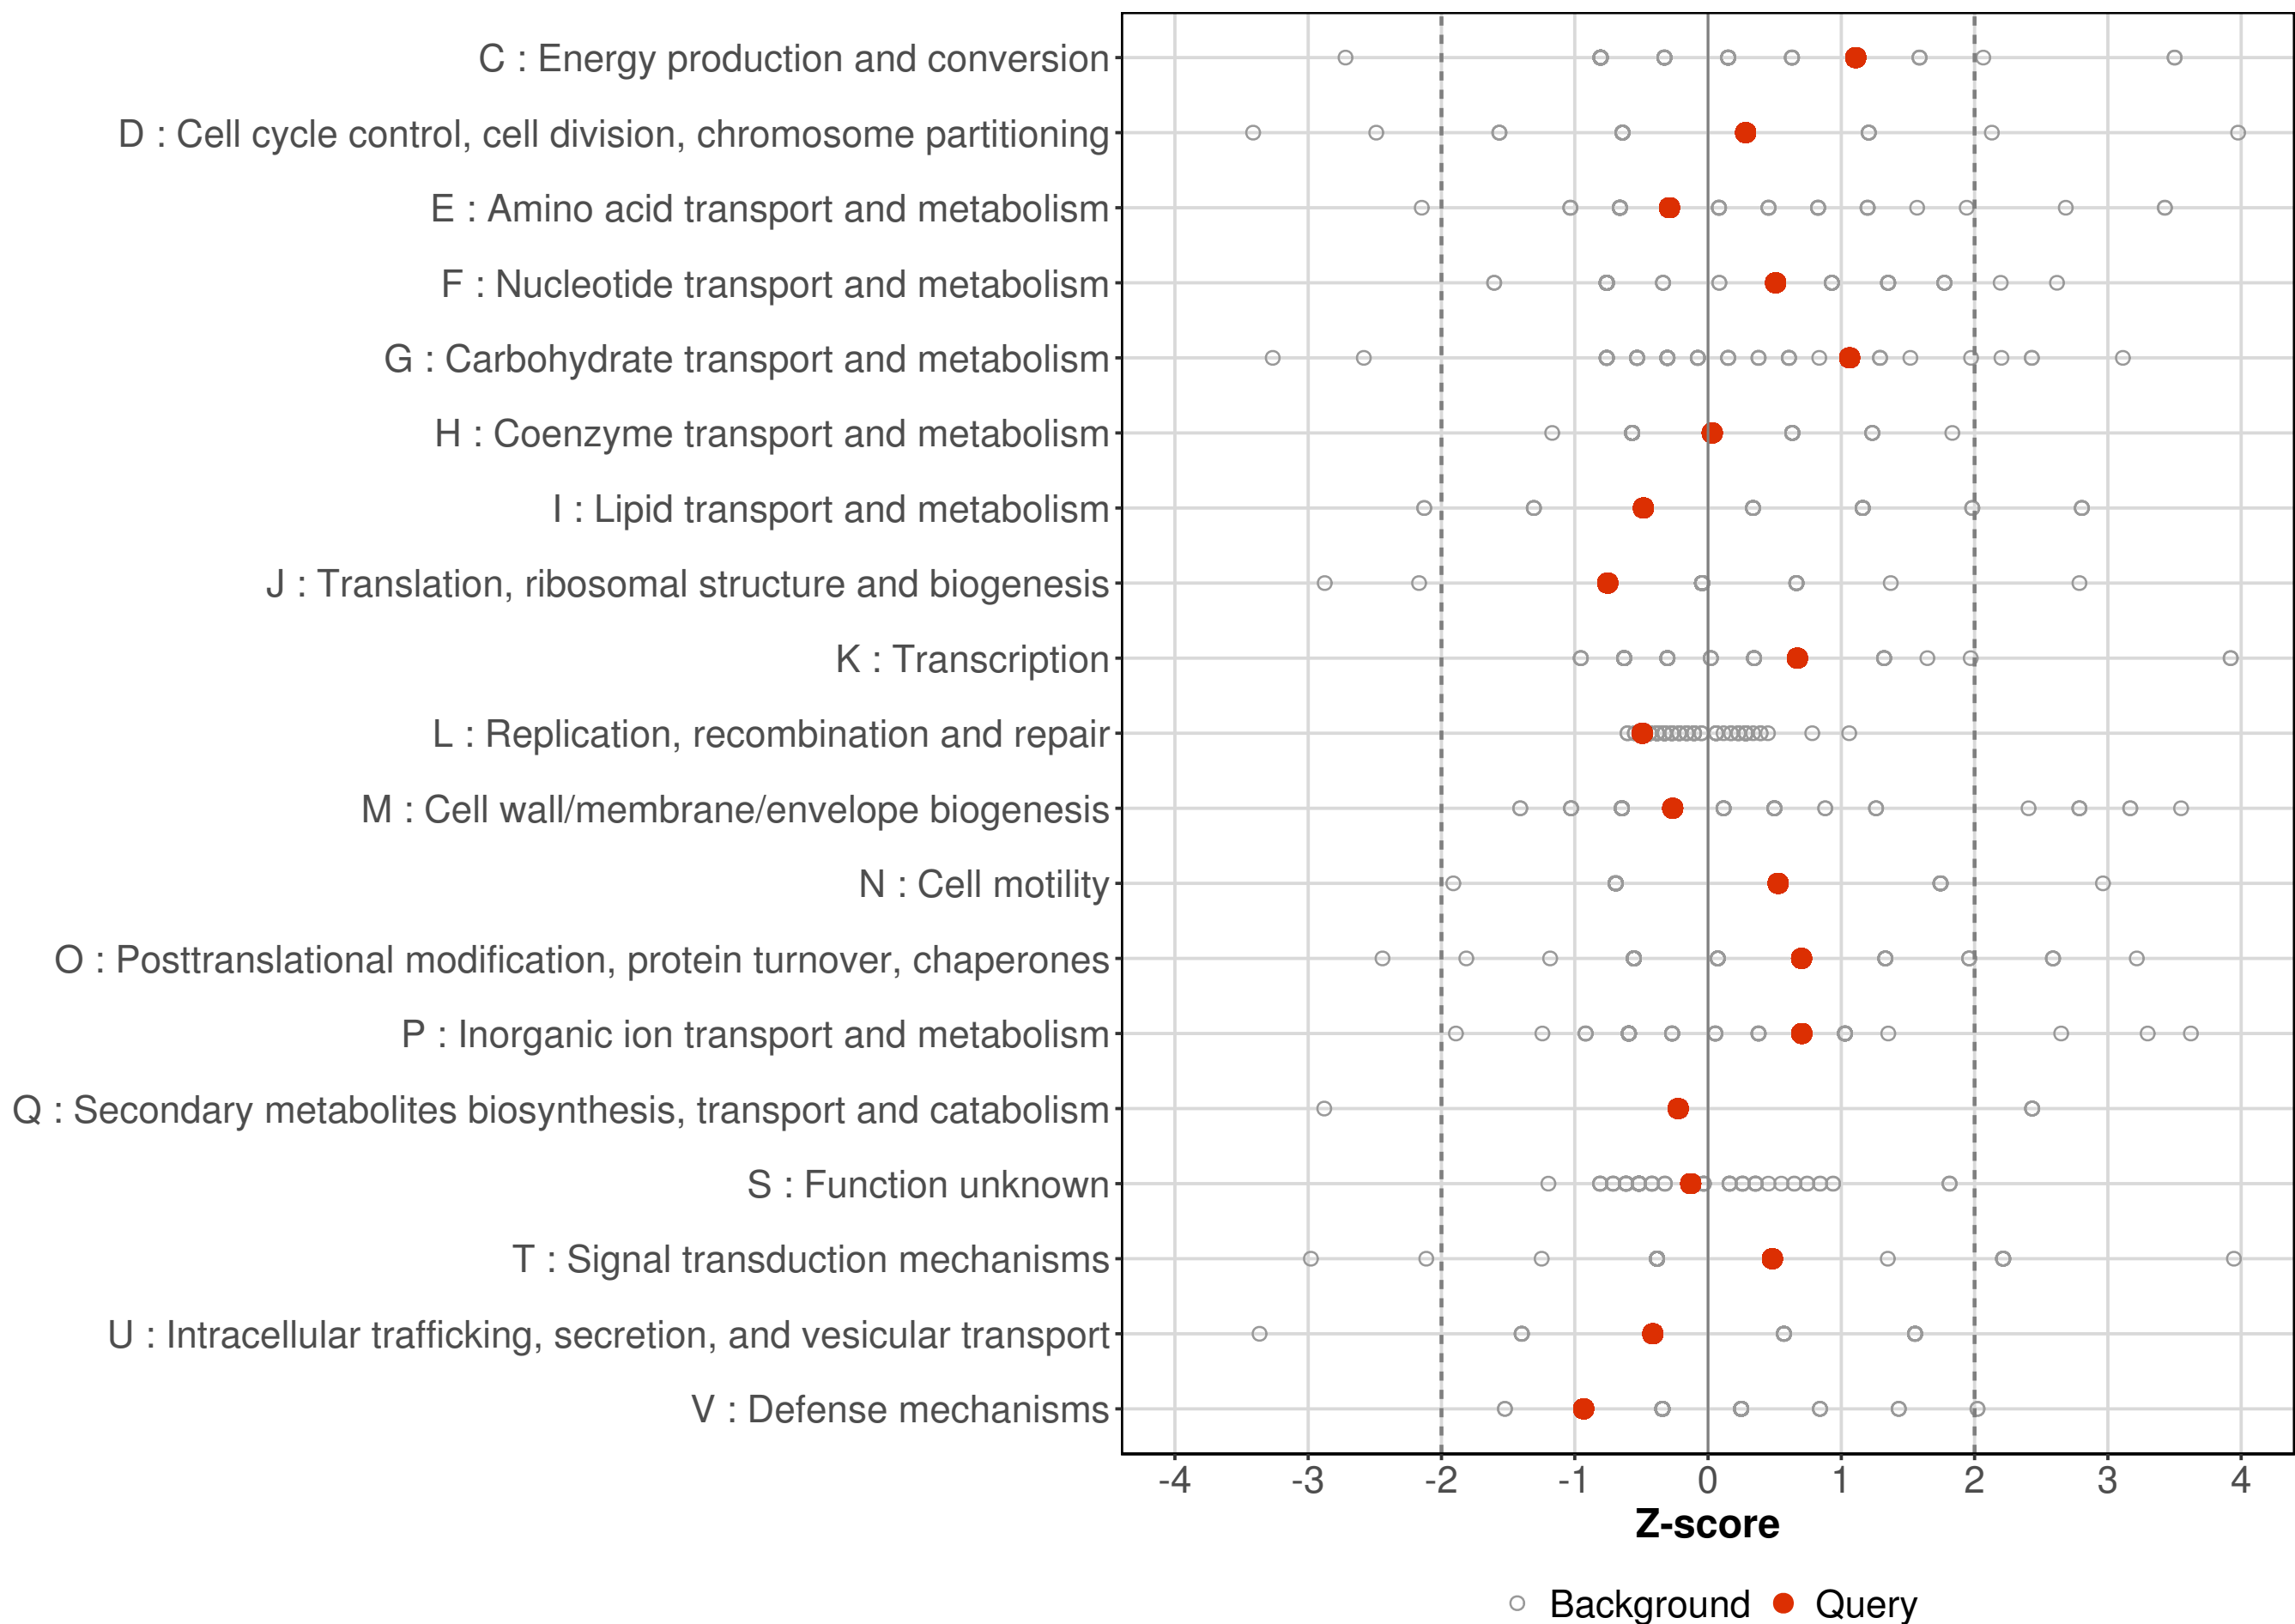 C : Energy production and conversion
D : Cell cycle control, cell division, chromosome partitioning
E : Amino acid transport and metabolism
F : Nucleotide transport and metabolism
G : Carbohydrate transport and metabolism
H : Coenzyme transport and metabolism
I : Lipid transport and metabolism
J : Translation, ribosomal structure and biogenesis
K : Transcription
L : Replication, recombination and repair
M : Cell wall/membrane/envelope biogenesis
N : Cell motility
O : Posttranslational modification, protein turnover, chaperones
P : Inorganic ion transport and metabolism
Q : Secondary metabolites biosynthesis, transport and catabolism
S : Function unknown
T : Signal transduction mechanisms
U : Intracellular trafficking, secretion, and vesicular transport
V : Defense mechanisms
-4 -3 -2 -1 0 1 2 3 4
Z-score
Background Query